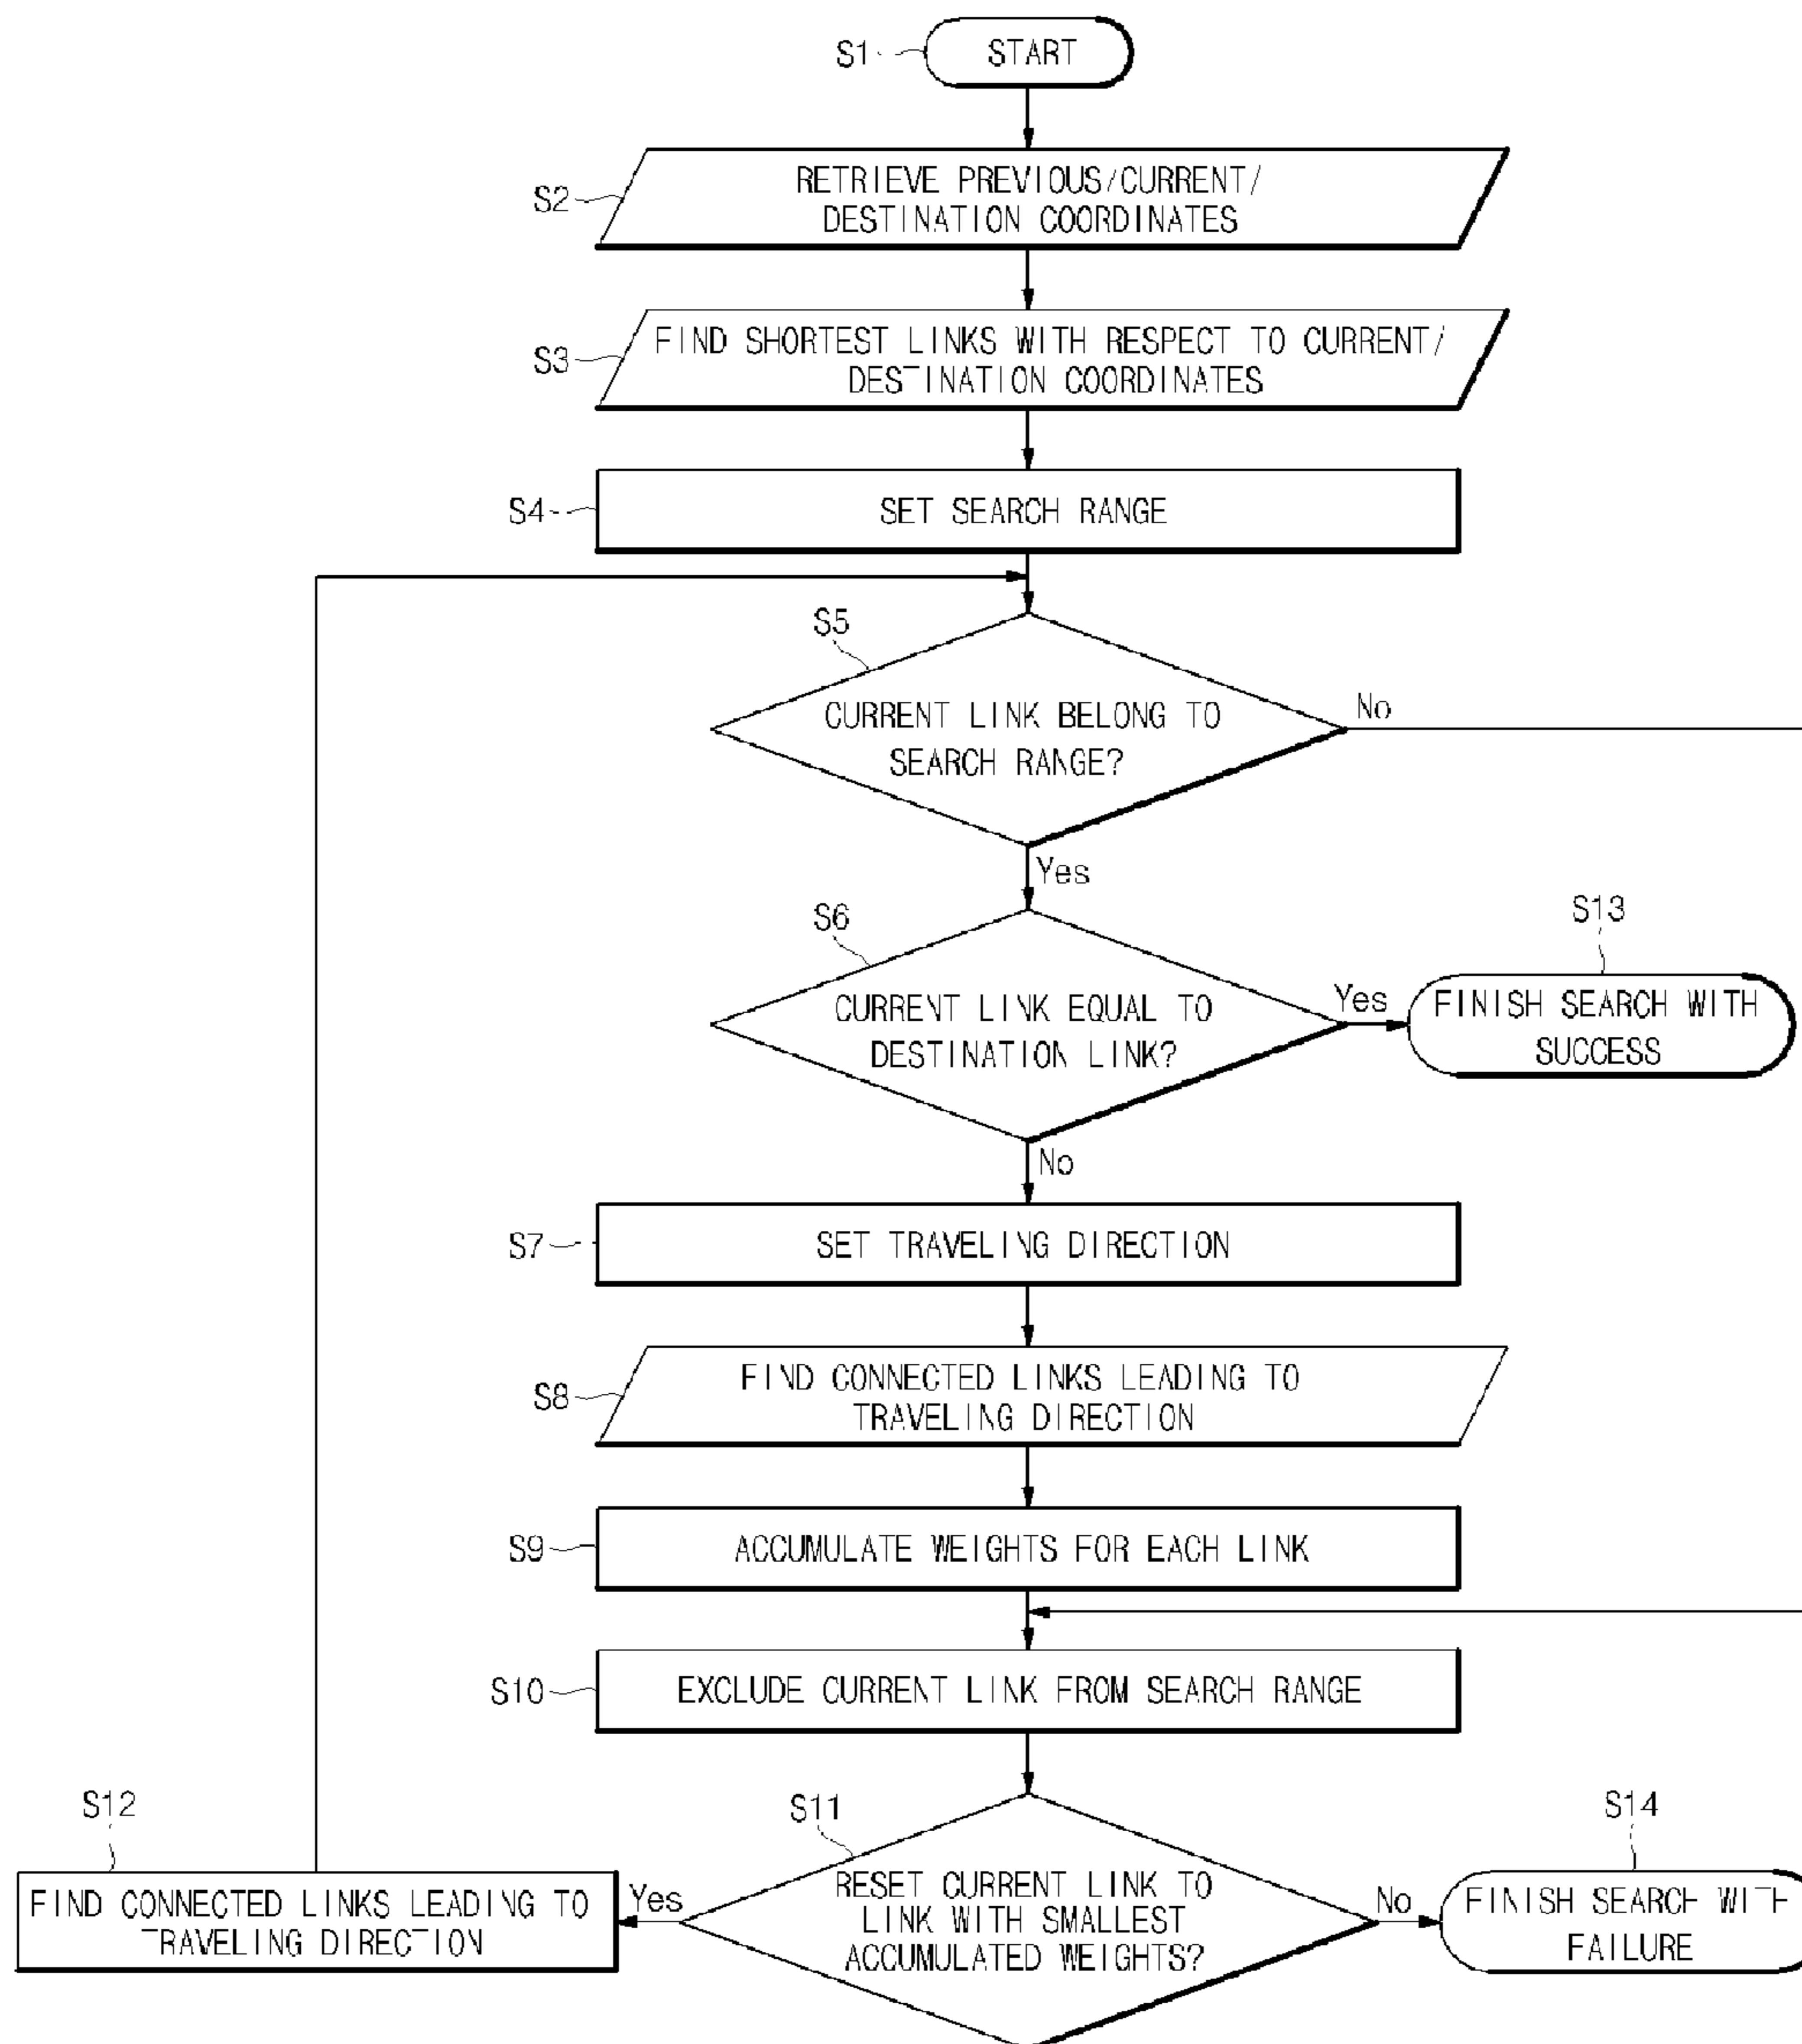 S1
START
S2
RETRIEVE PREVIOUS/CURRENT/
DESTINATION COORDINATES
S3
FIND SHORTEST LINKS WITH RESPECT TO CURRENT/
DESTINATION COORDINATES
S4
SET SEARCH RANGE
S5
CURRENT LINK BELONG TO
SEARCH RANGE?
No
Yes
S6
CURRENT LINK EQUAL TO
DESTINATION LINK?
Yes
S13
FINISH SEARCH WITH
SUCCESS
No
S7
SET TRAVELING DIRECTION
S8
FIND CONNECTED LINKS LEADING TO
TRAVELING DIRECTION
S9
ACCUMULATE WEIGHTS FOR EACH LINK
S10
EXCLUDE CURRENT LINK FROM SEARCH RANGE
S11
RESET CURRENT LINK TO
LINK WITH SMALLEST
ACCUMULATED WEIGHTS?
Yes
S12
FIND CONNECTED LINKS LEADING TO
TRAVELING DIRECTION
No
S14
FINISH SEARCH WITH
FAILURE